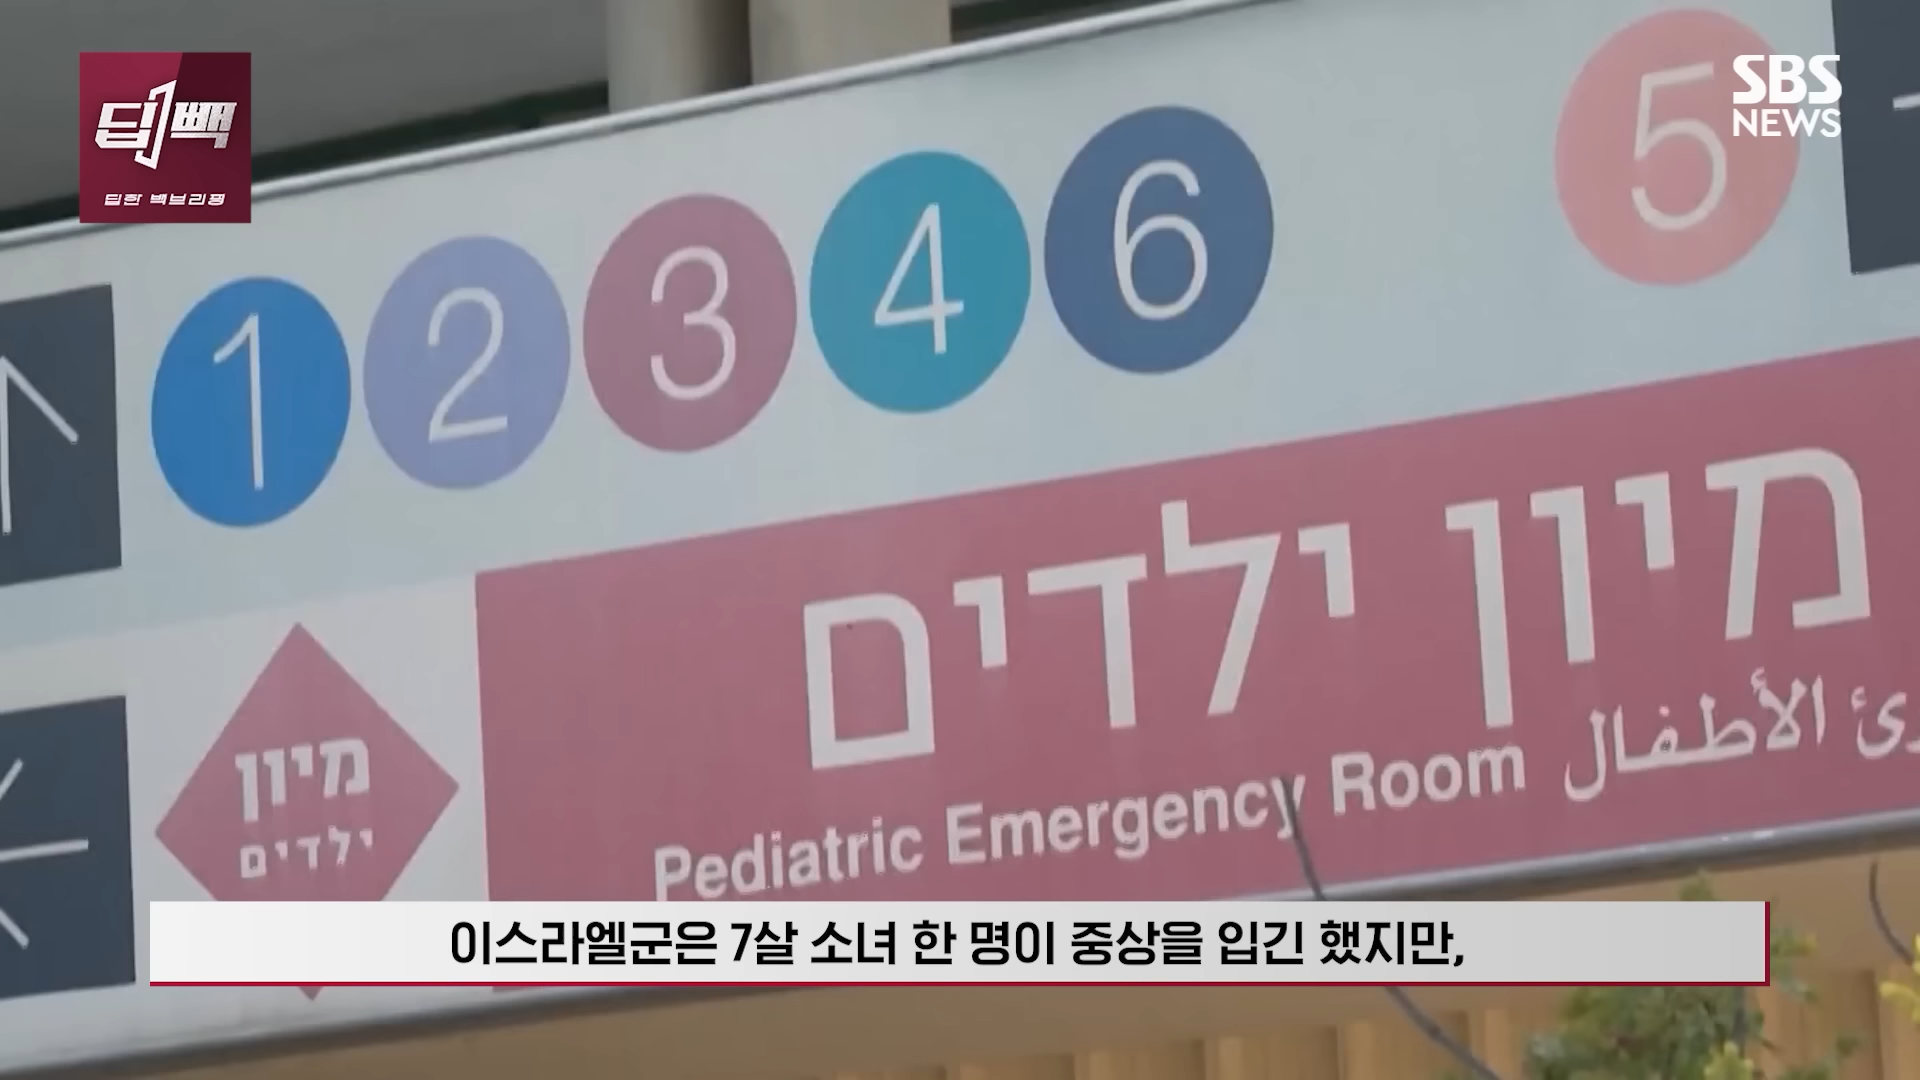 딥빽
딥한 백브리핑
SBS
NEWS
1 2 3 4 6 5
מיון ילדים
Pediatric Emergency Room الأطفال
מיון
ילדים
이스라엘군은 7살 소녀 한 명이 중상을 입긴 했지만,